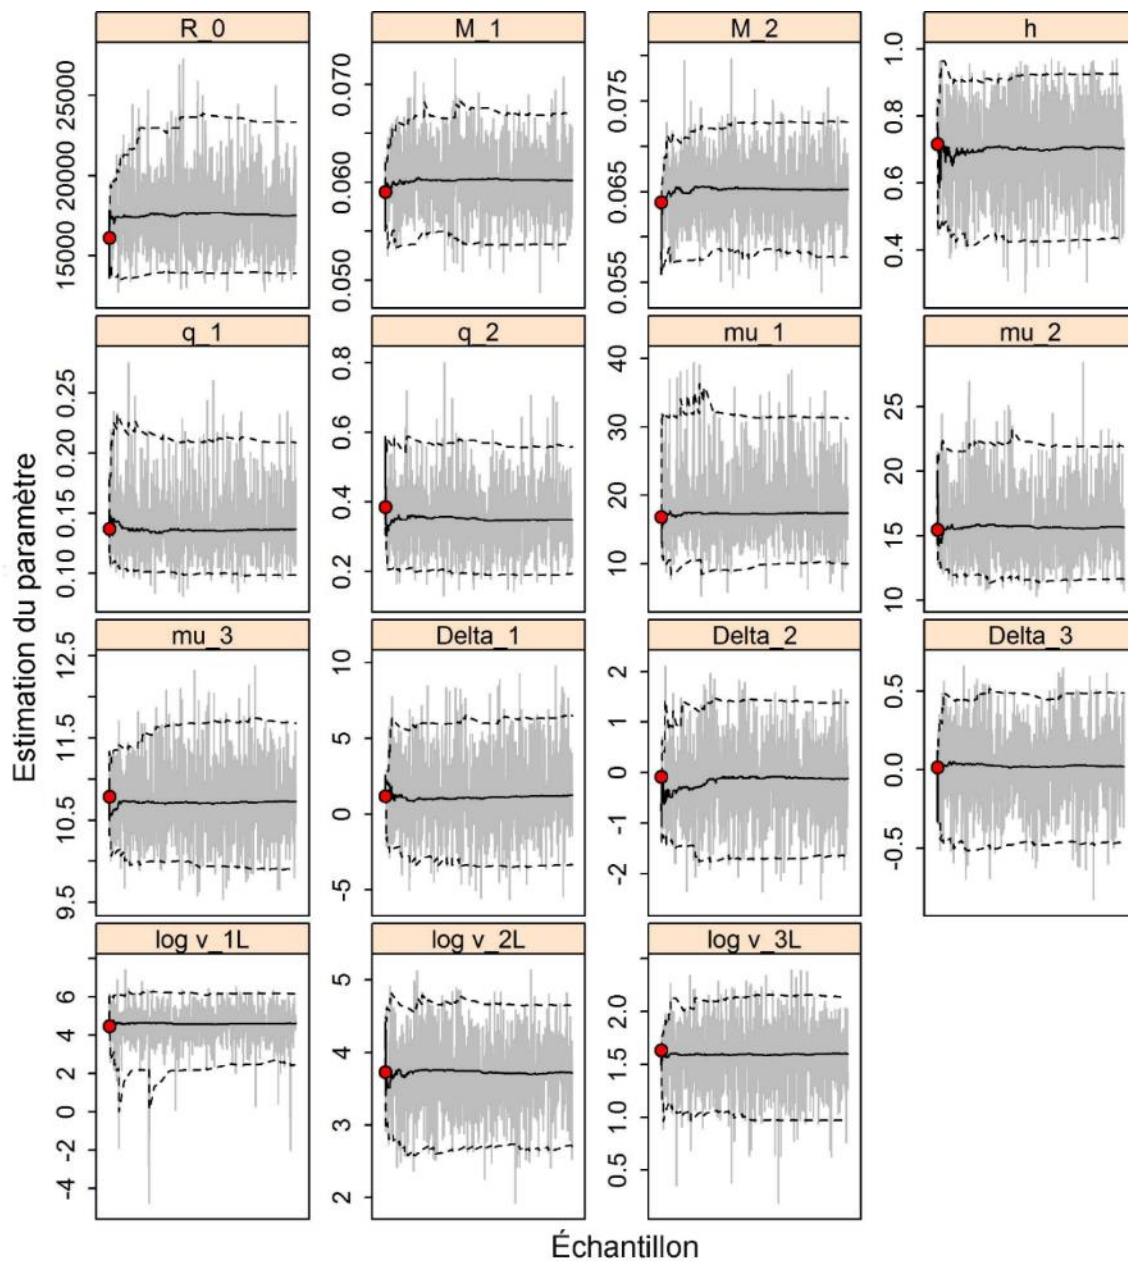 R_0 M_1 M_2 h
15000 20000 25000
0.050 0.060 0.070
0.055 0.065 0.075
0.4 0.6 0.8 1.0
q_1 q_2 mu_1 mu_2
0.10 0.15 0.20 0.25
0.2 0.4 0.6 0.8
10 20 30 40
10 15 20 25
mu_3 Delta_1 Delta_2 Delta_3
9.5 10.5 11.5 12.5
-5 0 5 10
-2 -1 0 1 2
-0.5 0.0 0.5
log v_1L log v_2L log v_3L
-4 -2 0 2 4 6
2 3 4 5
0.5 1.0 1.5 2.0
Estimation du paramètre
Échantillon